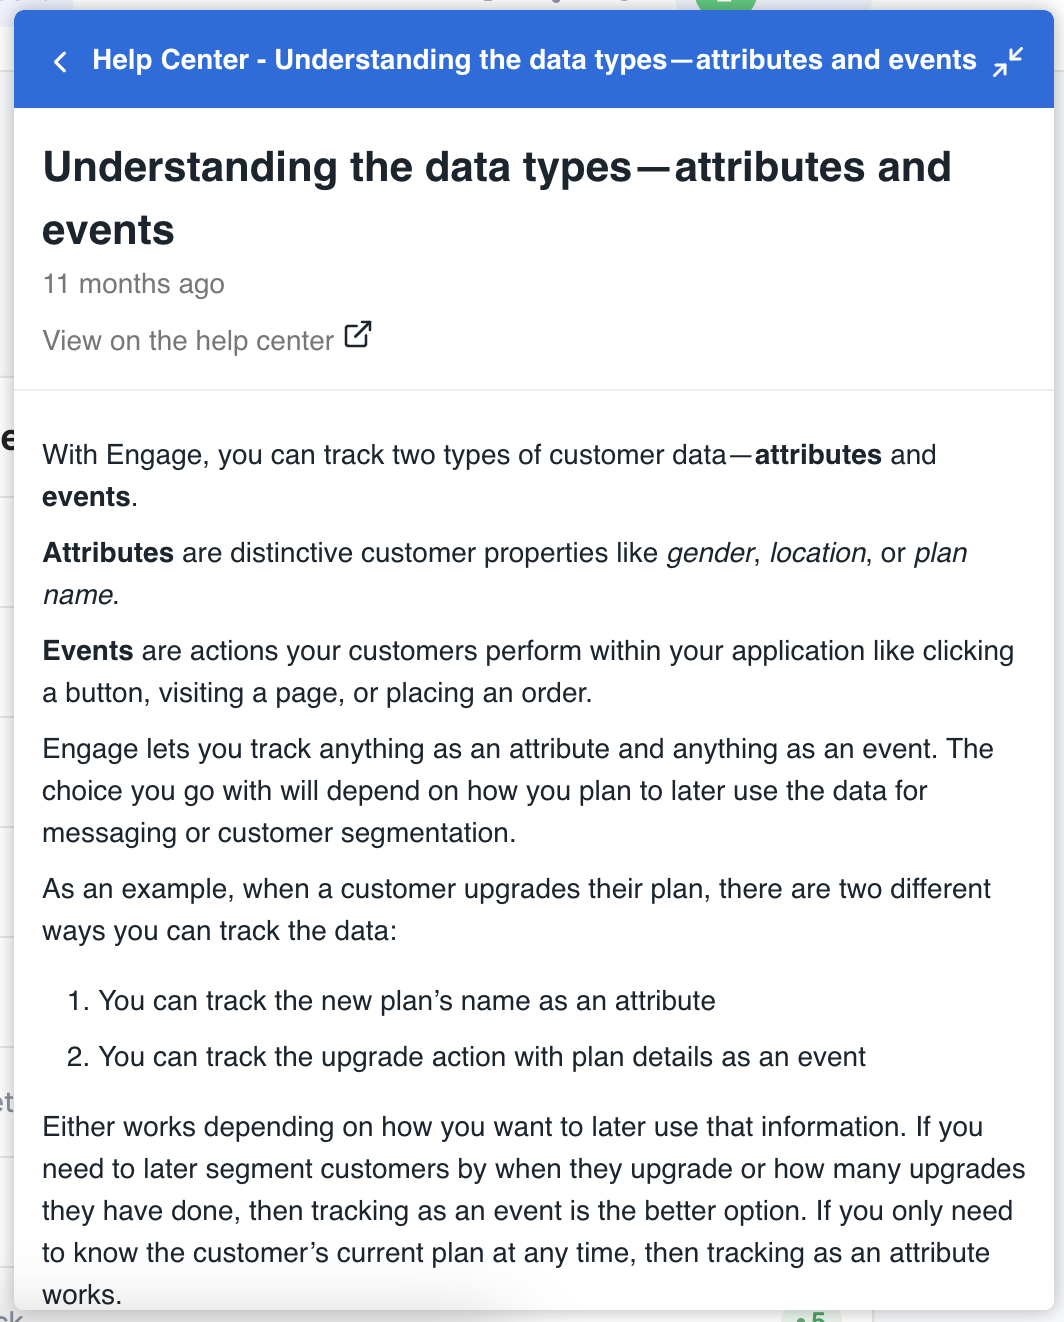 Help Center - Understanding the data types—attributes and events
Understanding the data types—attributes and
events
11 months ago
View on the help center
With Engage, you can track two types of customer data—attributes and
events.
Attributes are distinctive customer properties like gender, location, or plan
name.
Events are actions your customers perform within your application like clicking
a button, visiting a page, or placing an order.
Engage lets you track anything as an attribute and anything as an event. The
choice you go with will depend on how you plan to later use the data for
messaging or customer segmentation.
As an example, when a customer upgrades their plan, there are two different
ways you can track the data:
1. You can track the new plan’s name as an attribute
2. You can track the upgrade action with plan details as an event
Either works depending on how you want to later use that information. If you
need to later segment customers by when they upgrade or how many upgrades
they have done, then tracking as an event is the better option. If you only need
to know the customer’s current plan at any time, then tracking as an attribute
works.